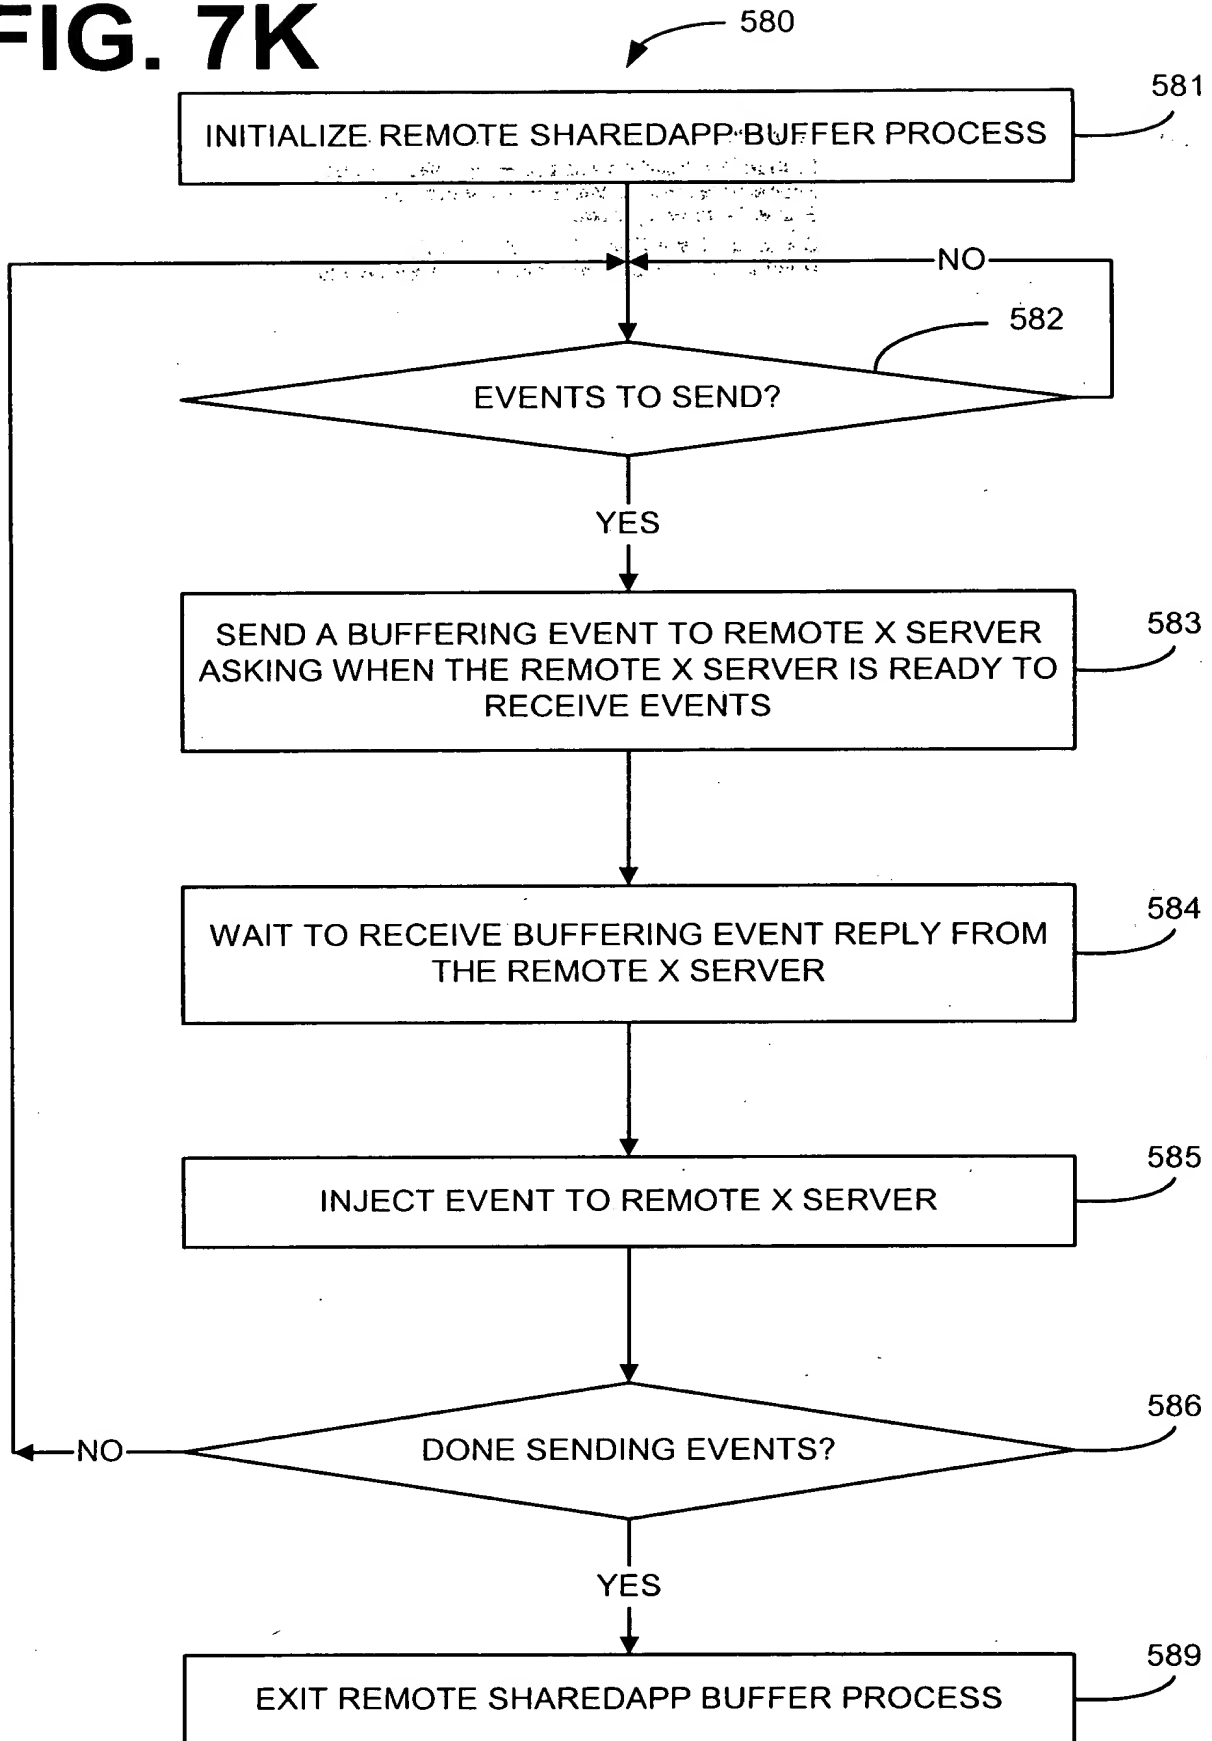 FIG. 7K
580
581
INITIALIZE REMOTE SHAREDAPP BUFFER PROCESS
NO
582
EVENTS TO SEND?
YES
583
SEND A BUFFERING EVENT TO REMOTE X SERVER
ASKING WHEN THE REMOTE X SERVER IS READY TO
RECEIVE EVENTS
584
WAIT TO RECEIVE BUFFERING EVENT REPLY FROM
THE REMOTE X SERVER
585
INJECT EVENT TO REMOTE X SERVER
586
NO
DONE SENDING EVENTS?
YES
589
EXIT REMOTE SHAREDAPP BUFFER PROCESS